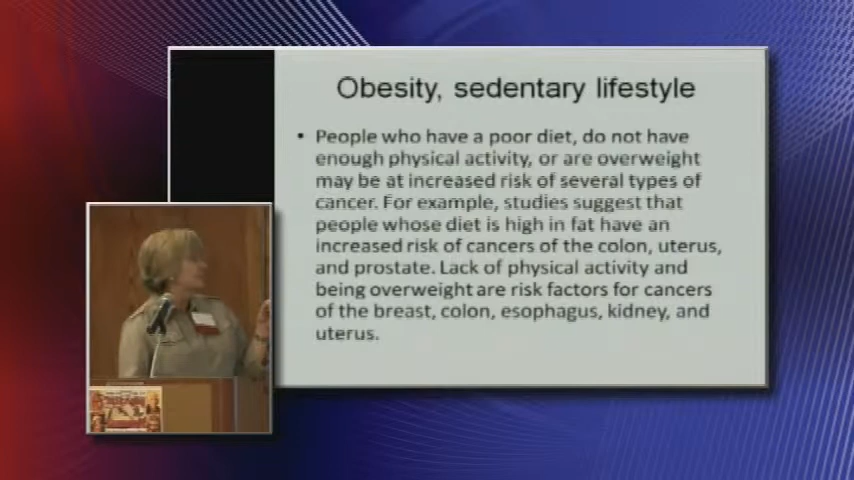 Obesity, sedentary lifestyle
• People who have a poor diet, do not have
enough physical activity, or are overweight
may be at increased risk of several types of
cancer. For example, studies suggest that
people whose diet is high in fat have an
increased risk of cancers of the colon, uterus,
and prostate. Lack of physical activity and
being overweight are risk factors for cancers
of the breast, colon, esophagus, kidney, and
uterus.